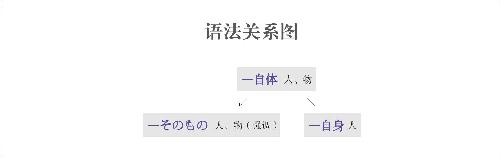 语法关系图
一自体 人、物
一そのもの 人、物（强调）
一自身 人